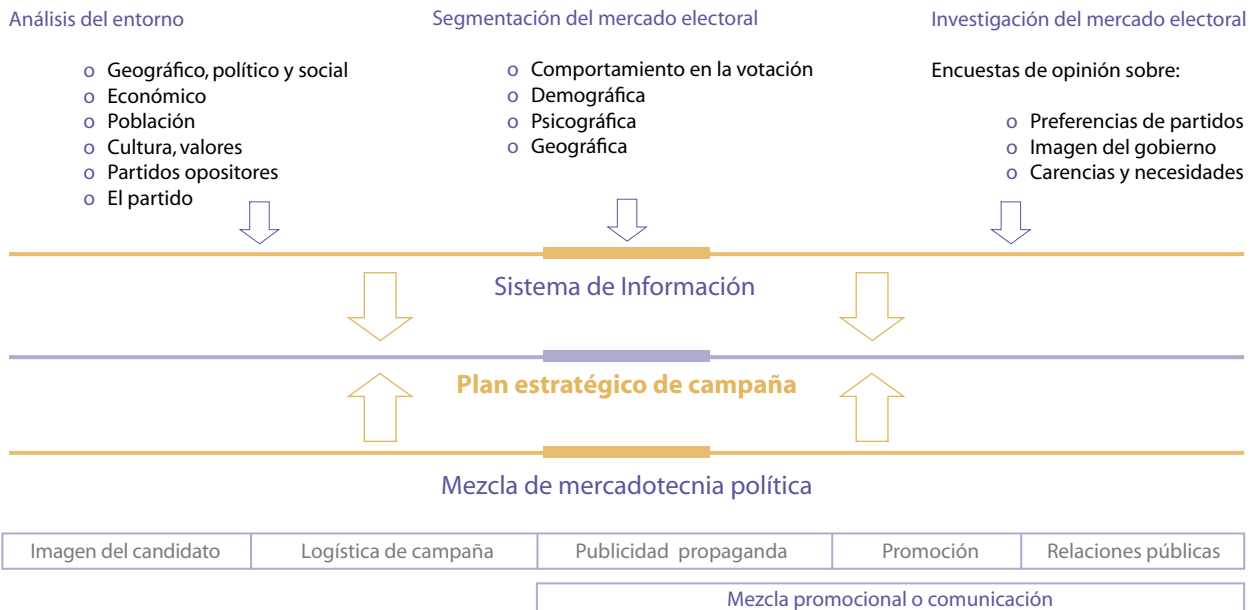 Análisis del entorno
o Geográfico, político y social
o Económico
o Población
o Cultura, valores
o Partidos opositores
o El partido
Segmentación del mercado electoral
o Comportamiento en la votación
o Demográfica
o Psicográfica
o Geográfica
Investigación del mercado electoral
Encuestas de opinión sobre:
o Preferencias de partidos
o Imagen del gobierno
o Carencias y necesidades
Sistema de Información
Plan estratégico de campaña
Mezcla de mercadotecnia política
Imagen del candidato
Logística de campaña
Publicidad propaganda
Promoción
Relaciones públicas
Mezcla promocional o comunicación